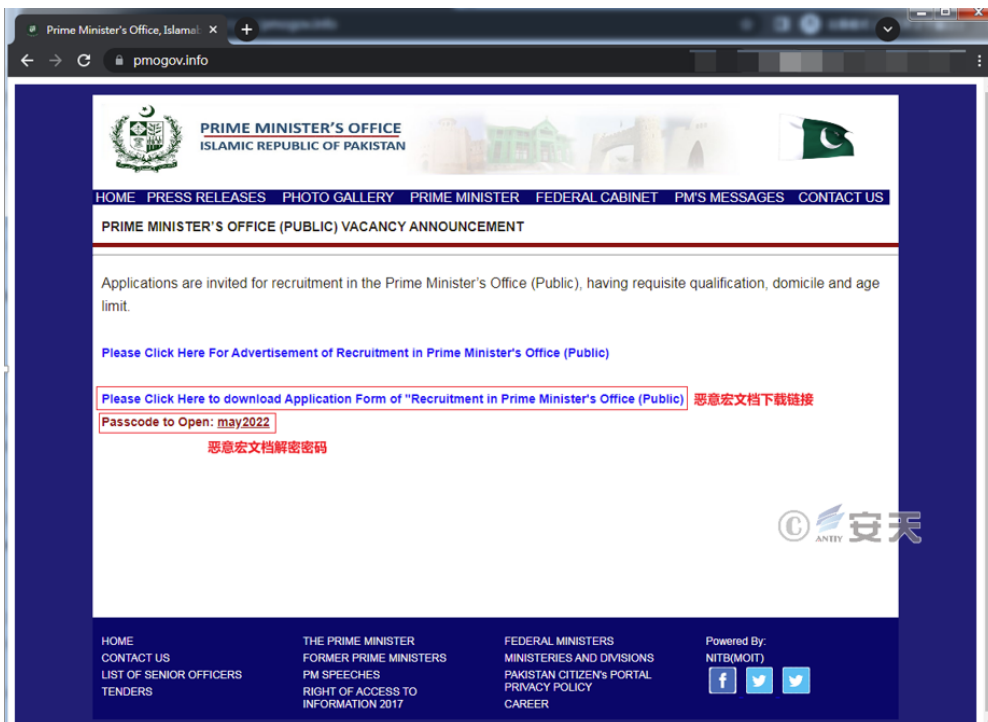 Prime Minister's Office, Islamal
pmogov.info
PRIME MINISTER'S OFFICE
ISLAMIC REPUBLIC OF PAKISTAN
HOME PRESS RELEASES PHOTO GALLERY PRIME MINISTER FEDERAL CABINET PM'S MESSAGES CONTACT US
PRIME MINISTER'S OFFICE (PUBLIC) VACANCY ANNOUNCEMENT
Applications are invited for recruitment in the Prime Minister's Office (Public), having requisite qualification, domicile and age
limit.
Please Click Here For Advertisement of Recruitment in Prime Minister's Office (Public)
Please Click Here to download Application Form of "Recruitment in Prime Minister's Office (Public) 恶意宏文档下载链接
Passcode to Open: may2022
恶意宏文档解密密码
© ANTIY 安天
HOME
CONTACT US
LIST OF SENIOR OFFICERS
TENDERS
THE PRIME MINISTER
FORMER PRIME MINISTERS
PM SPEECHES
RIGHT OF ACCESS TO
INFORMATION 2017
FEDERAL MINISTERS
MINISTERIES AND DIVISIONS
PAKISTAN CITIZEN's PORTAL
PRIVACY POLICY
CAREER
Powered By:
NITB(MOIT)